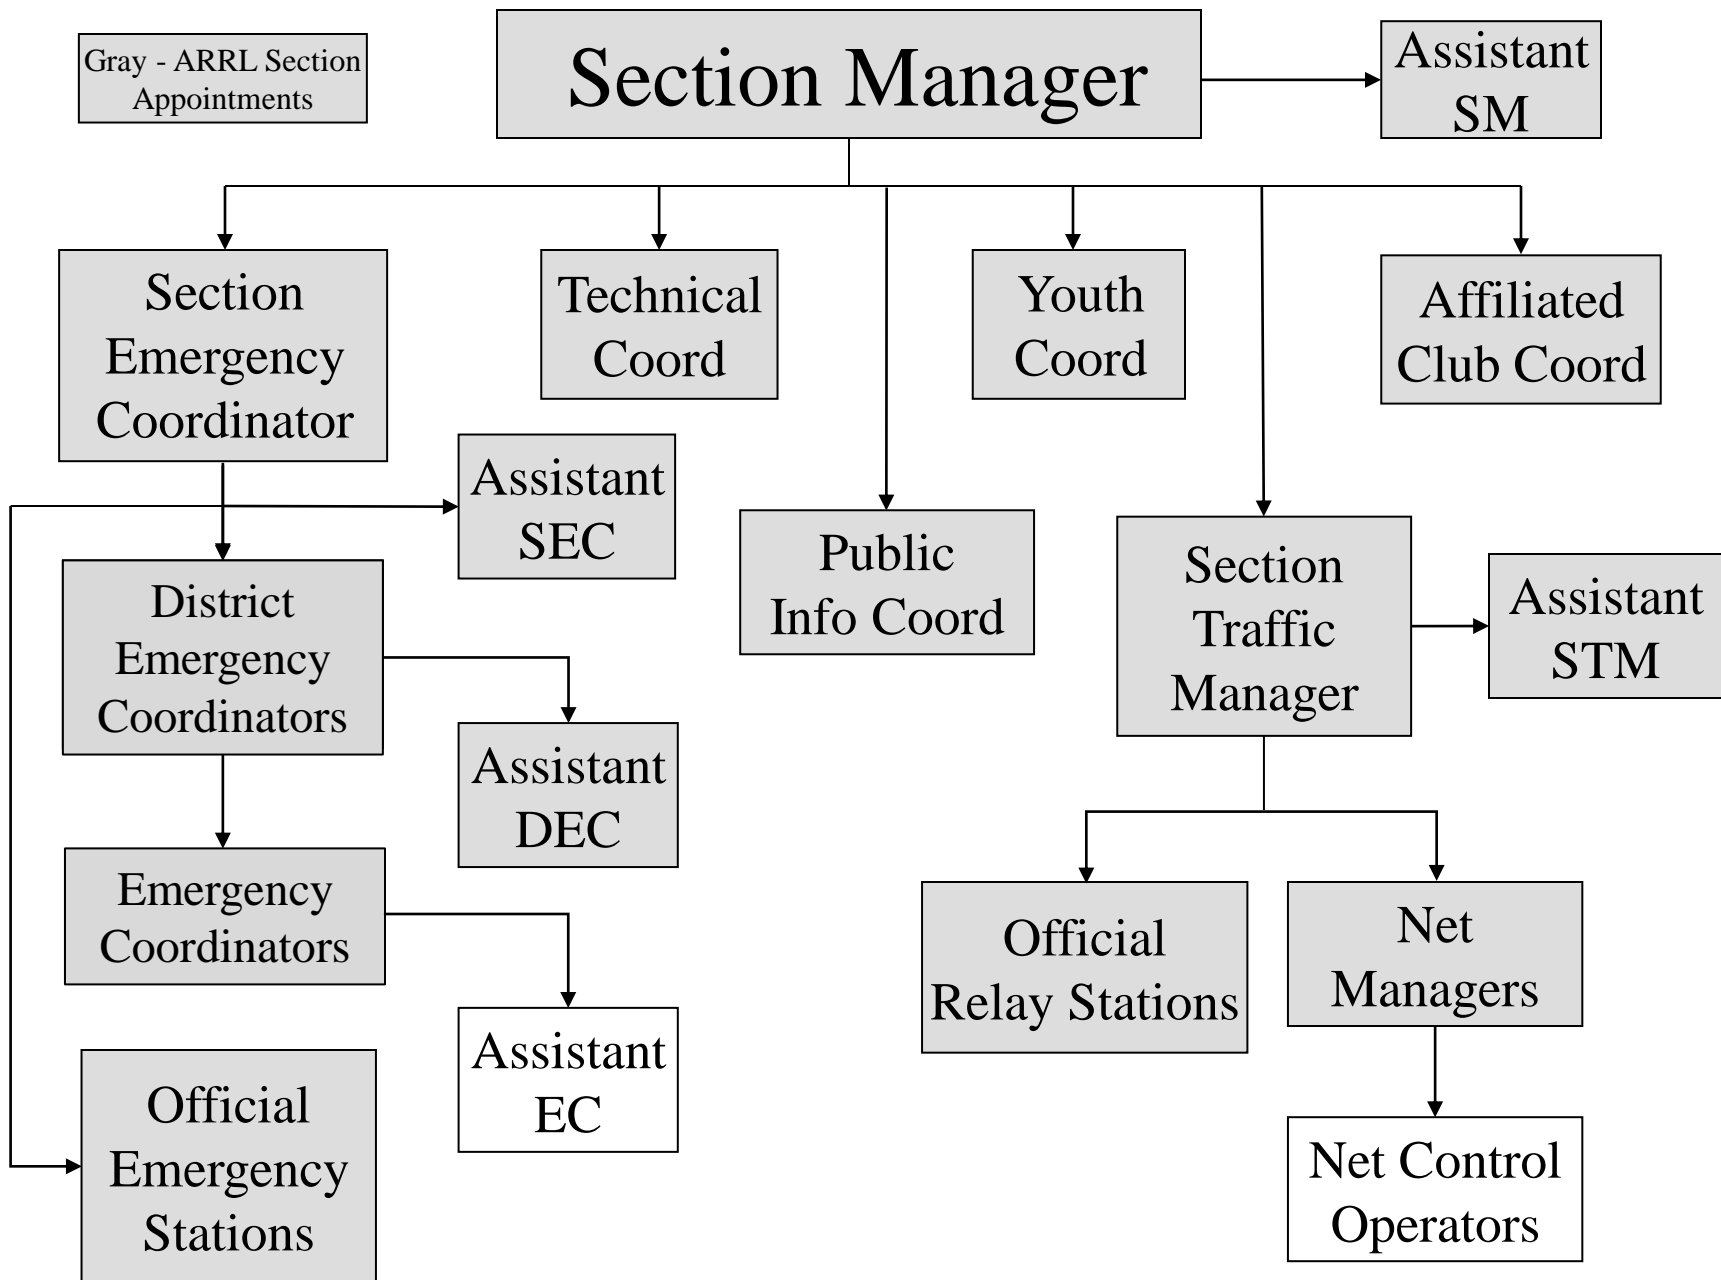 Gray - ARRL Section
Appointments
Section Manager
Assistant
SM
Section
Emergency
Coordinator
Technical
Coord
Youth
Coord
Affiliated
Club Coord
Assistant
SEC
Public
Info Coord
Section
Traffic
Manager
Assistant
STM
District
Emergency
Coordinators
Assistant
DEC
Emergency
Coordinators
Official
Relay Stations
Net
Managers
Assistant
EC
Official
Emergency
Stations
Net Control
Operators